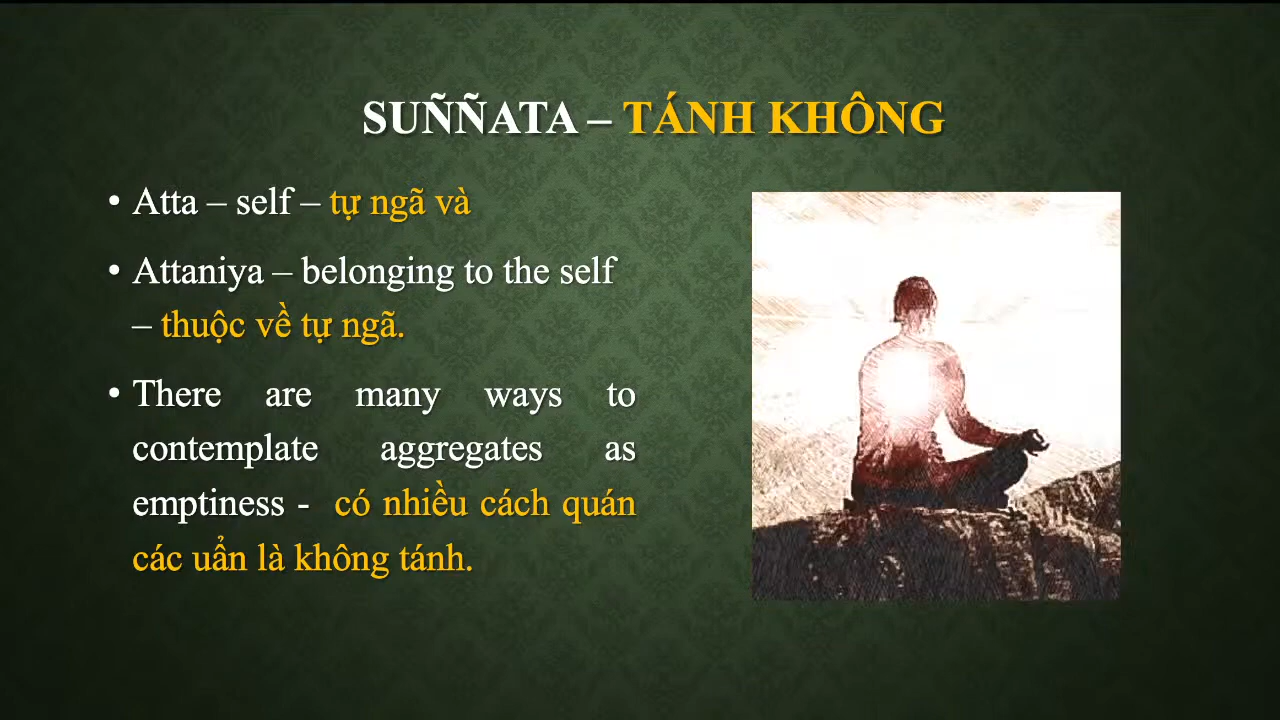 SUÑÑATA – TÁNH KHÔNG
• Atta – self – tự ngã và
• Attaniya – belonging to the self
– thuộc về tự ngã.
• There are many ways to
contemplate aggregates as
emptiness - có nhiều cách quán
các uẩn là không tánh.